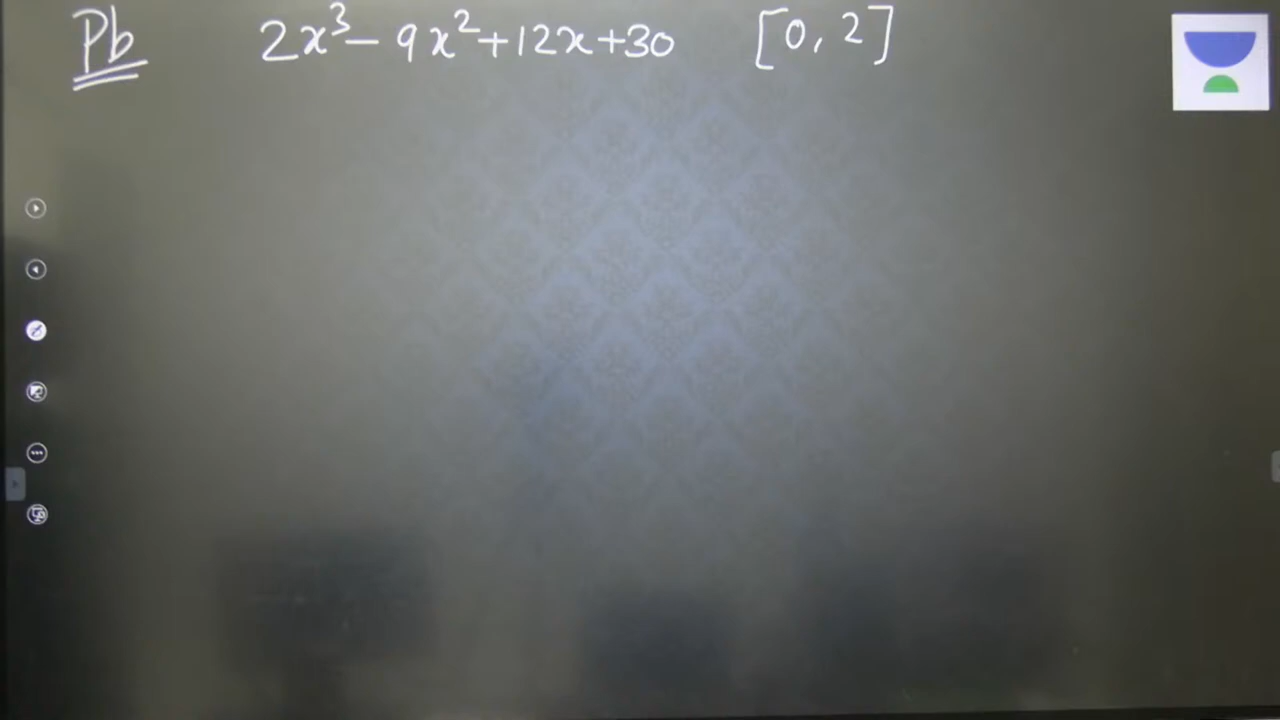 Pb 2x³ - 9x² + 12x + 30 [0, 2]